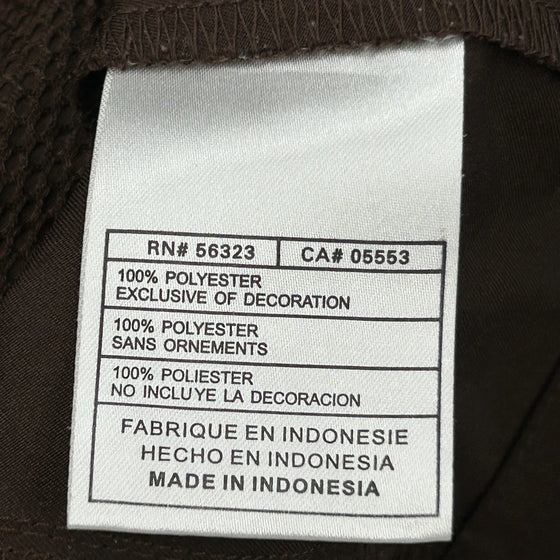 RN# 56323 CA# 05553
100% POLYESTER
EXCLUSIVE OF DECORATION
100% POLYESTER
SANS ORNEMENTS
100% POLIESTER
NO INCLUYE LA DECORACION
FABRIQUE EN INDONESIE
HECHO EN INDONESIA
MADE IN INDONESIA